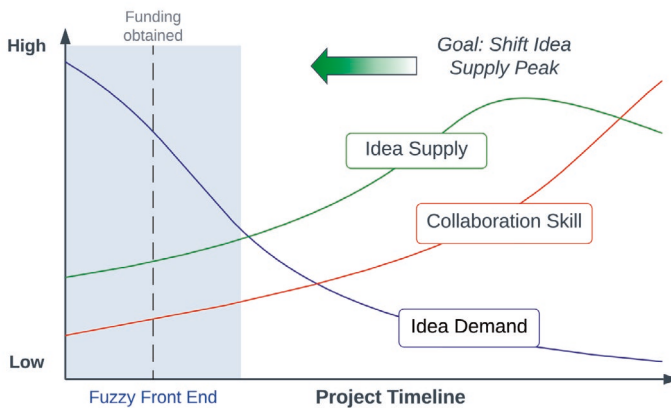 Funding
obtained
High
Goal: Shift Idea
Supply Peak
Idea Supply
Collaboration Skill
Idea Demand
Low
Fuzzy Front End
Project Timeline